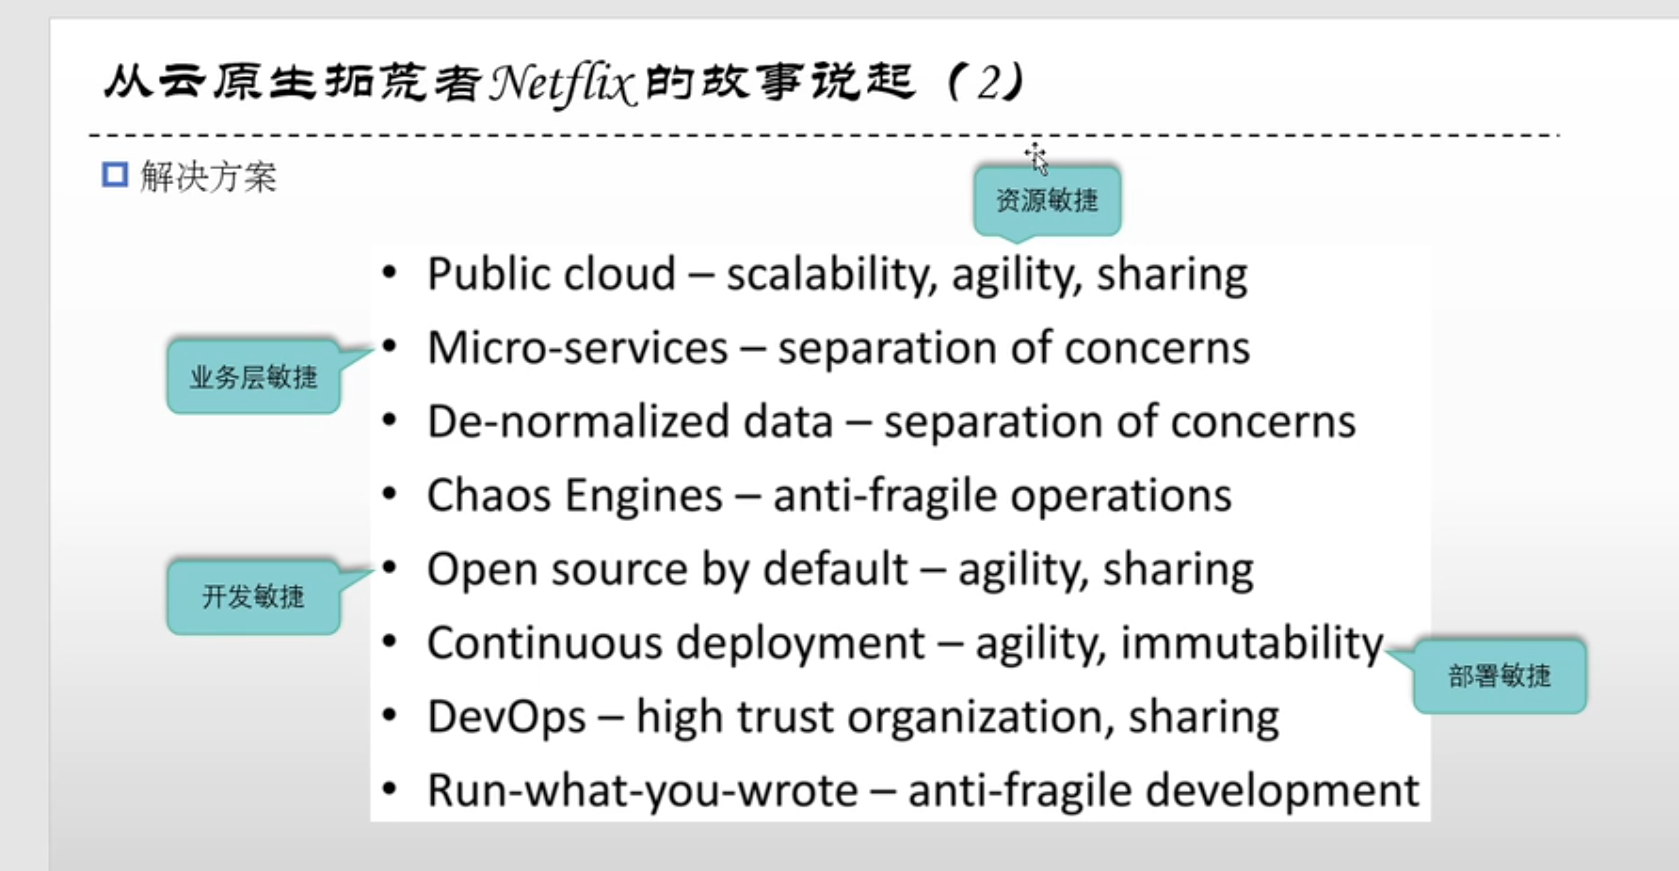 从云原生拓荒者Netflix的故事说起（2）
解决方案
资源敏捷
• Public cloud – scalability, agility, sharing
业务层敏捷
• Micro-services – separation of concerns
• De-normalized data – separation of concerns
• Chaos Engines – anti-fragile operations
开发敏捷
• Open source by default – agility, sharing
• Continuous deployment – agility, immutability
部署敏捷
• DevOps – high trust organization, sharing
• Run-what-you-wrote – anti-fragile development